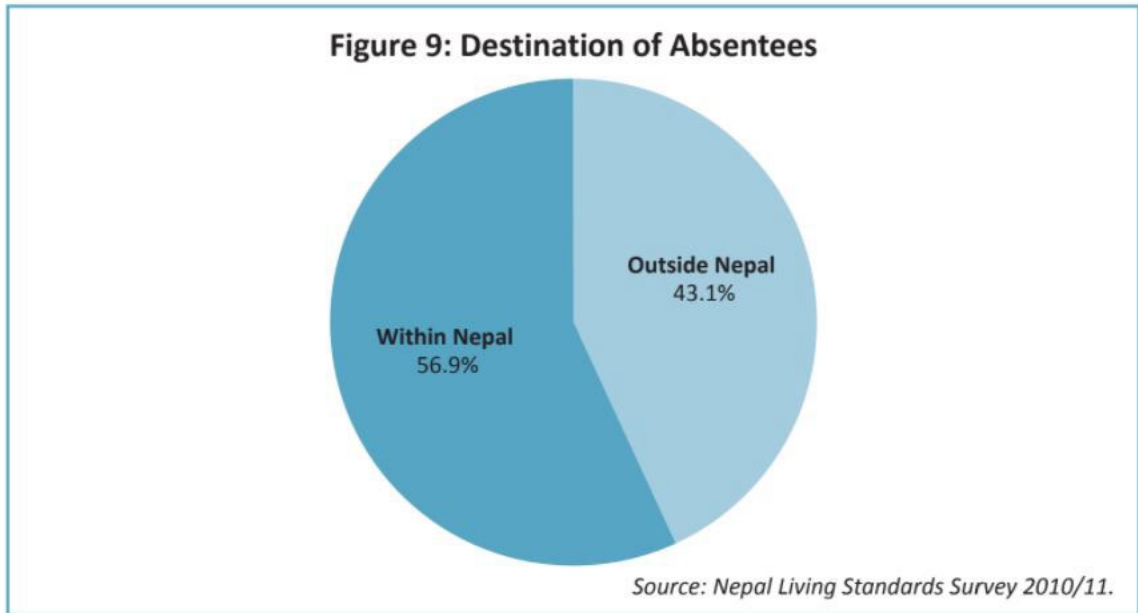 Figure 9: Destination of Absentees
Outside Nepal
43.1%
Within Nepal
56.9%
Source: Nepal Living Standards Survey 2010/11.